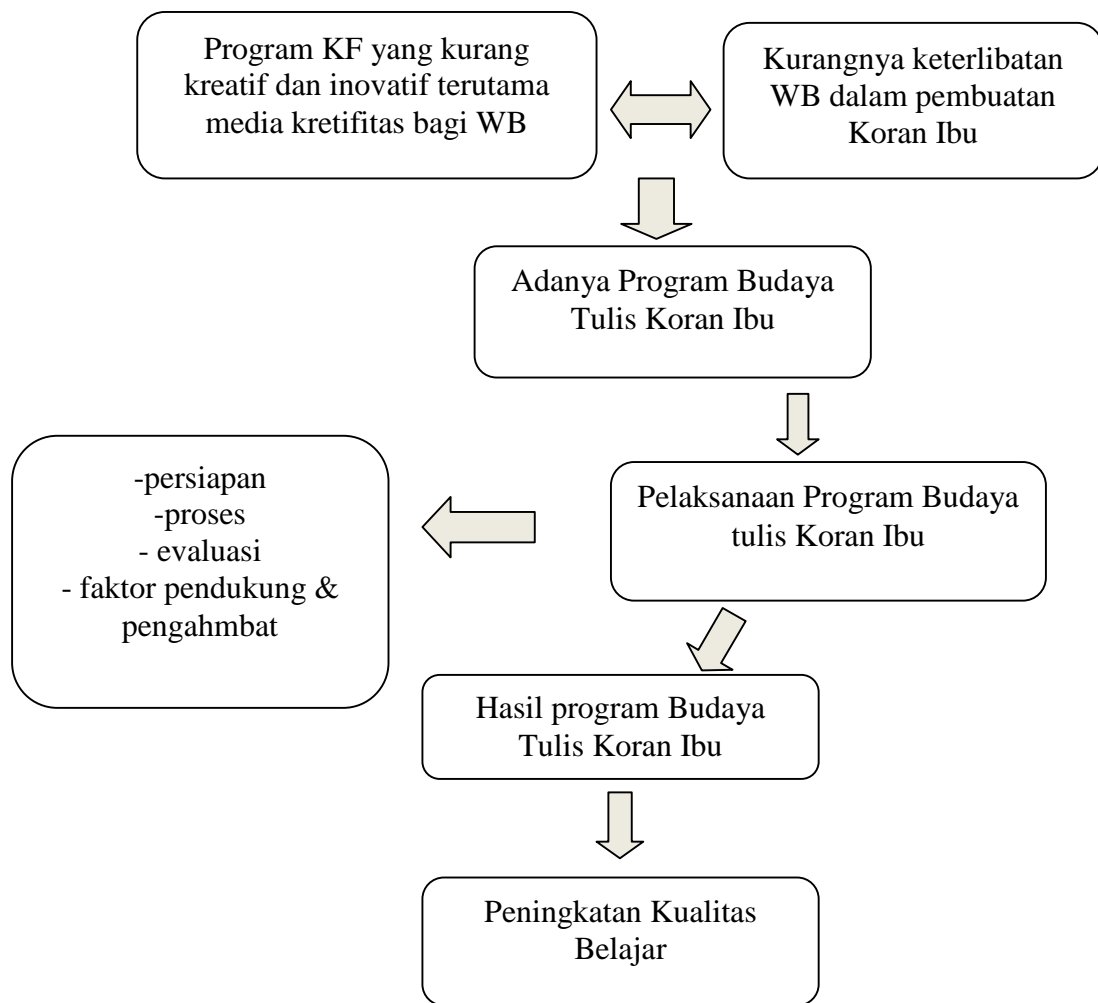 Program KF yang kurang
kreatif dan inovatif terutama
media kretifitas bagi WB
Kurangnya keterlibatan
WB dalam pembuatan
Koran Ibu
Adanya Program Budaya
Tulis Koran Ibu
Pelaksanaan Program Budaya
tulis Koran Ibu
-persiapan
-proses
- evaluasi
- faktor pendukung &
pengahmbat
Hasil program Budaya
Tulis Koran Ibu
Peningkatan Kualitas
Belajar